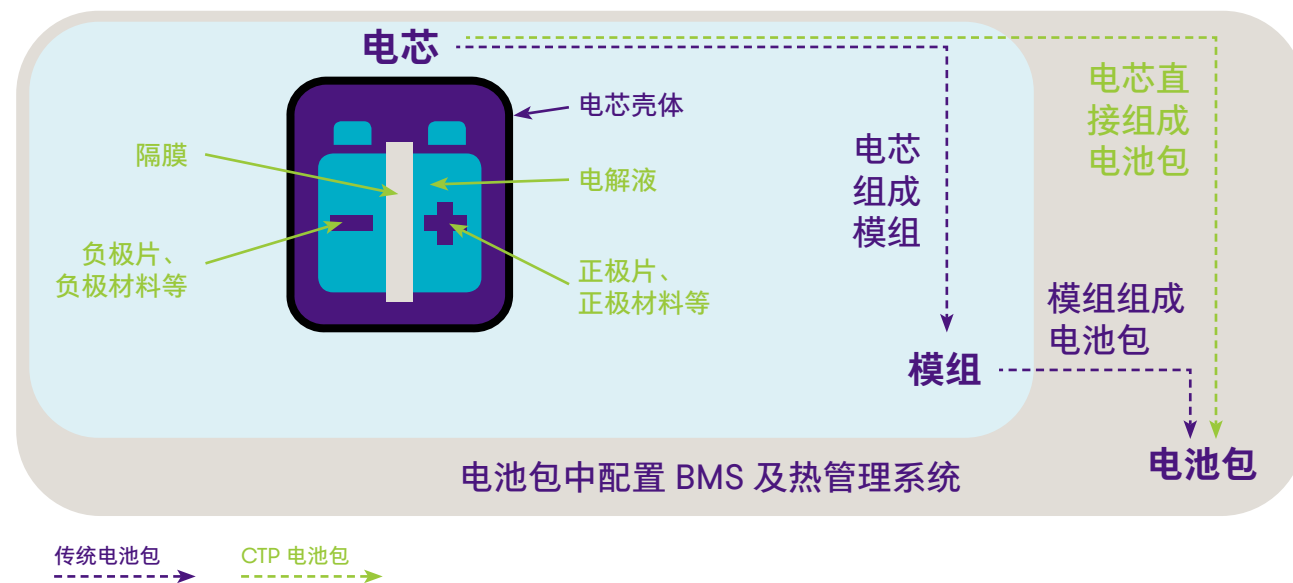 电芯
电芯壳体
隔膜
电解液
负极片、
负极材料等
正极片、
正极材料等
电芯
组成
模组
电芯直
接组成
电池包
模组组成
电池包
模组
电池包
电池包中配置 BMS 及热管理系统
传统电池包
CTP 电池包